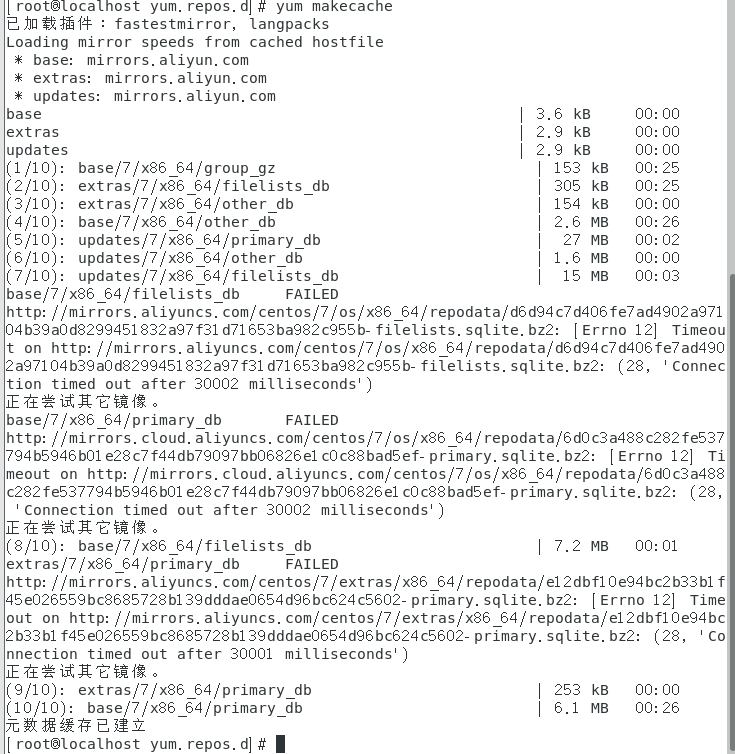 [root@localhost yum.repos.d]# yum makecache
已加载插件：fastestmirror, langpacks
Loading mirror speeds from cached hostfile
 * base: mirrors.aliyun.com
 * extras: mirrors.aliyun.com
 * updates: mirrors.aliyun.com
base | 3.6 kB 00:00
extras | 2.9 kB 00:00
updates | 2.9 kB 00:00
(1/10): base/7/x86_64/group_gz | 153 kB 00:25
(2/10): extras/7/x86_64/filelists_db | 305 kB 00:25
(3/10): extras/7/x86_64/other_db | 154 kB 00:00
(4/10): base/7/x86_64/other_db | 2.6 MB 00:26
(5/10): updates/7/x86_64/primary_db | 27 MB 00:02
(6/10): updates/7/x86_64/other_db | 1.6 MB 00:00
(7/10): updates/7/x86_64/filelists_db | 15 MB 00:03
base/7/x86_64/filelists_db FAILED
http://mirrors.aliyuncs.com/centos/7/os/x86_64/repodata/d6d94c7d406fe7ad4902a971
04b39a0d8299451832a97f31d71653ba982c955b-filelists.sqlite.bz2: [Errno 12] Timeou
t on http://mirrors.aliyuncs.com/centos/7/os/x86_64/repodata/d6d94c7d406fe7ad490
2a97104b39a0d8299451832a97f31d71653ba982c955b-filelists.sqlite.bz2: (28, 'Connec
tion timed out after 30002 milliseconds')
正在尝试其它镜像。
base/7/x86_64/primary_db FAILED
http://mirrors.cloud.aliyuncs.com/centos/7/os/x86_64/repodata/6d0c3a488c282fe537
794b5946b01e28c7f44db79097bb06826e1c0c88bad5ef-primary.sqlite.bz2: [Errno 12] Ti
meout on http://mirrors.cloud.aliyuncs.com/centos/7/os/x86_64/repodata/6d0c3a488
c282fe537794b5946b01e28c7f44db79097bb06826e1c0c88bad5ef-primary.sqlite.bz2: (28,
 'Connection timed out after 30002 milliseconds')
正在尝试其它镜像。
(8/10): base/7/x86_64/filelists_db | 7.2 MB 00:01
extras/7/x86_64/primary_db FAILED
http://mirrors.aliyuncs.com/centos/7/extras/x86_64/repodata/e12dbf10e94bc2b33b1f
45e026559bc8685728b139dddae0654d96bc624c5602-primary.sqlite.bz2: [Errno 12] Time
out on http://mirrors.aliyuncs.com/centos/7/extras/x86_64/repodata/e12dbf10e94bc
2b33b1f45e026559bc8685728b139dddae0654d96bc624c5602-primary.sqlite.bz2: (28, 'Co
nnection timed out after 30001 milliseconds')
正在尝试其它镜像。
(9/10): extras/7/x86_64/primary_db | 253 kB 00:00
(10/10): base/7/x86_64/primary_db | 6.1 MB 00:26
元数据缓存已建立
[root@localhost yum.repos.d]#